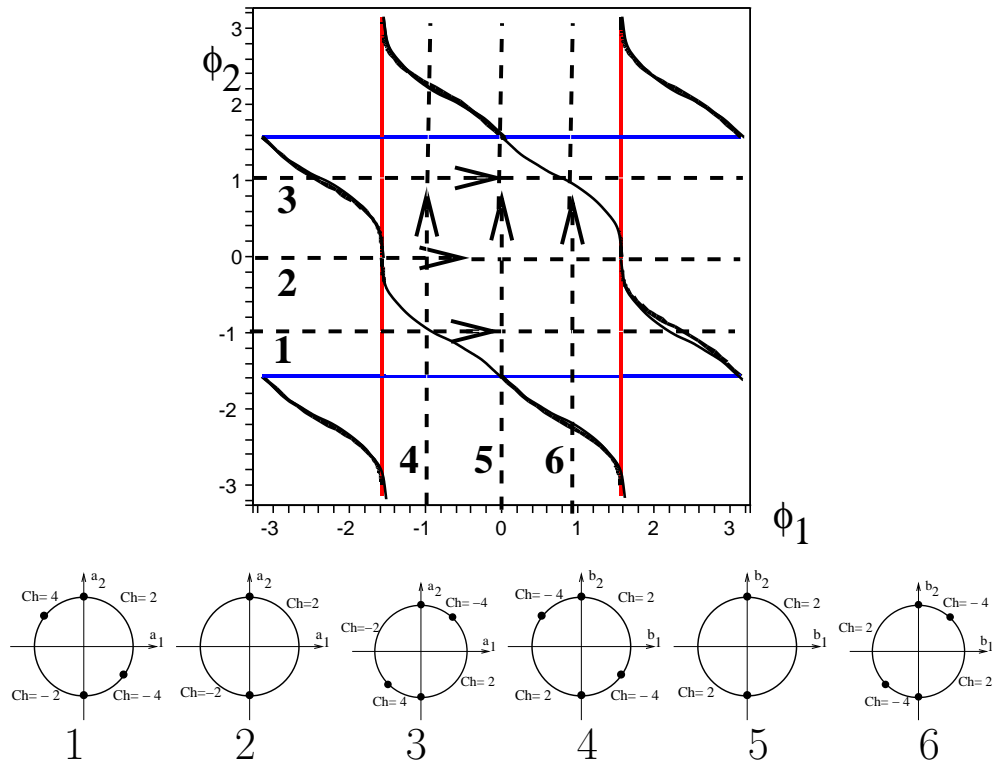 3
ϕ2
2
1
3
0
2
-1
1
-2
4 5 6
-3
-3 -2 -1 0 1 2 3
ϕ1
a2 a2 a2 b2 b2 b2
Ch= 4 Ch= 2 Ch=2 Ch= -4 Ch= - 4 Ch= 2 Ch= 2 Ch= - 4
Ch=-2 Ch= 2
a1 a1 a1 b1 b1 b1
Ch= - 2 Ch= - 4 Ch=-2 Ch= 4 Ch= 2 Ch= 2 Ch= - 4 Ch= 2 Ch= - 4 Ch= 2
1 2 3 4 5 6